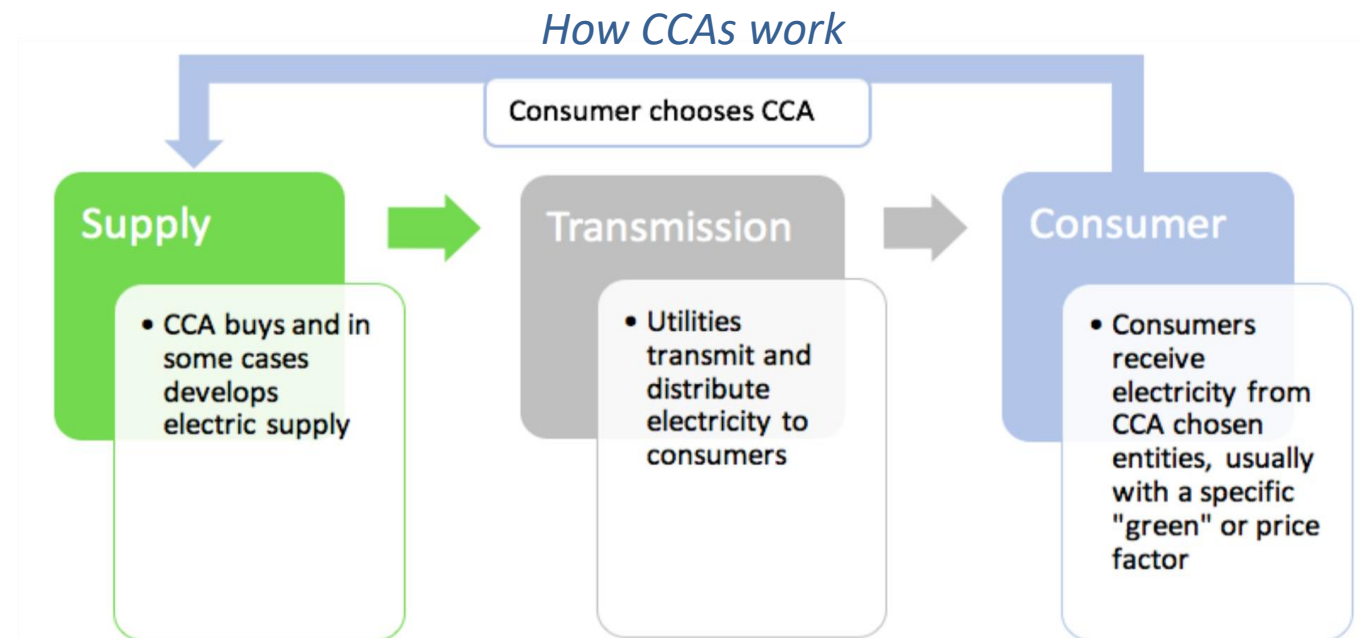 How CCAs work
Consumer chooses CCA
Supply
• CCA buys and in
some cases
develops
electric supply
Transmission
• Utilities
transmit and
distribute
electricity to
consumers
Consumer
• Consumers
receive
electricity from
CCA chosen
entities, usually
with a specific
"green" or price
factor